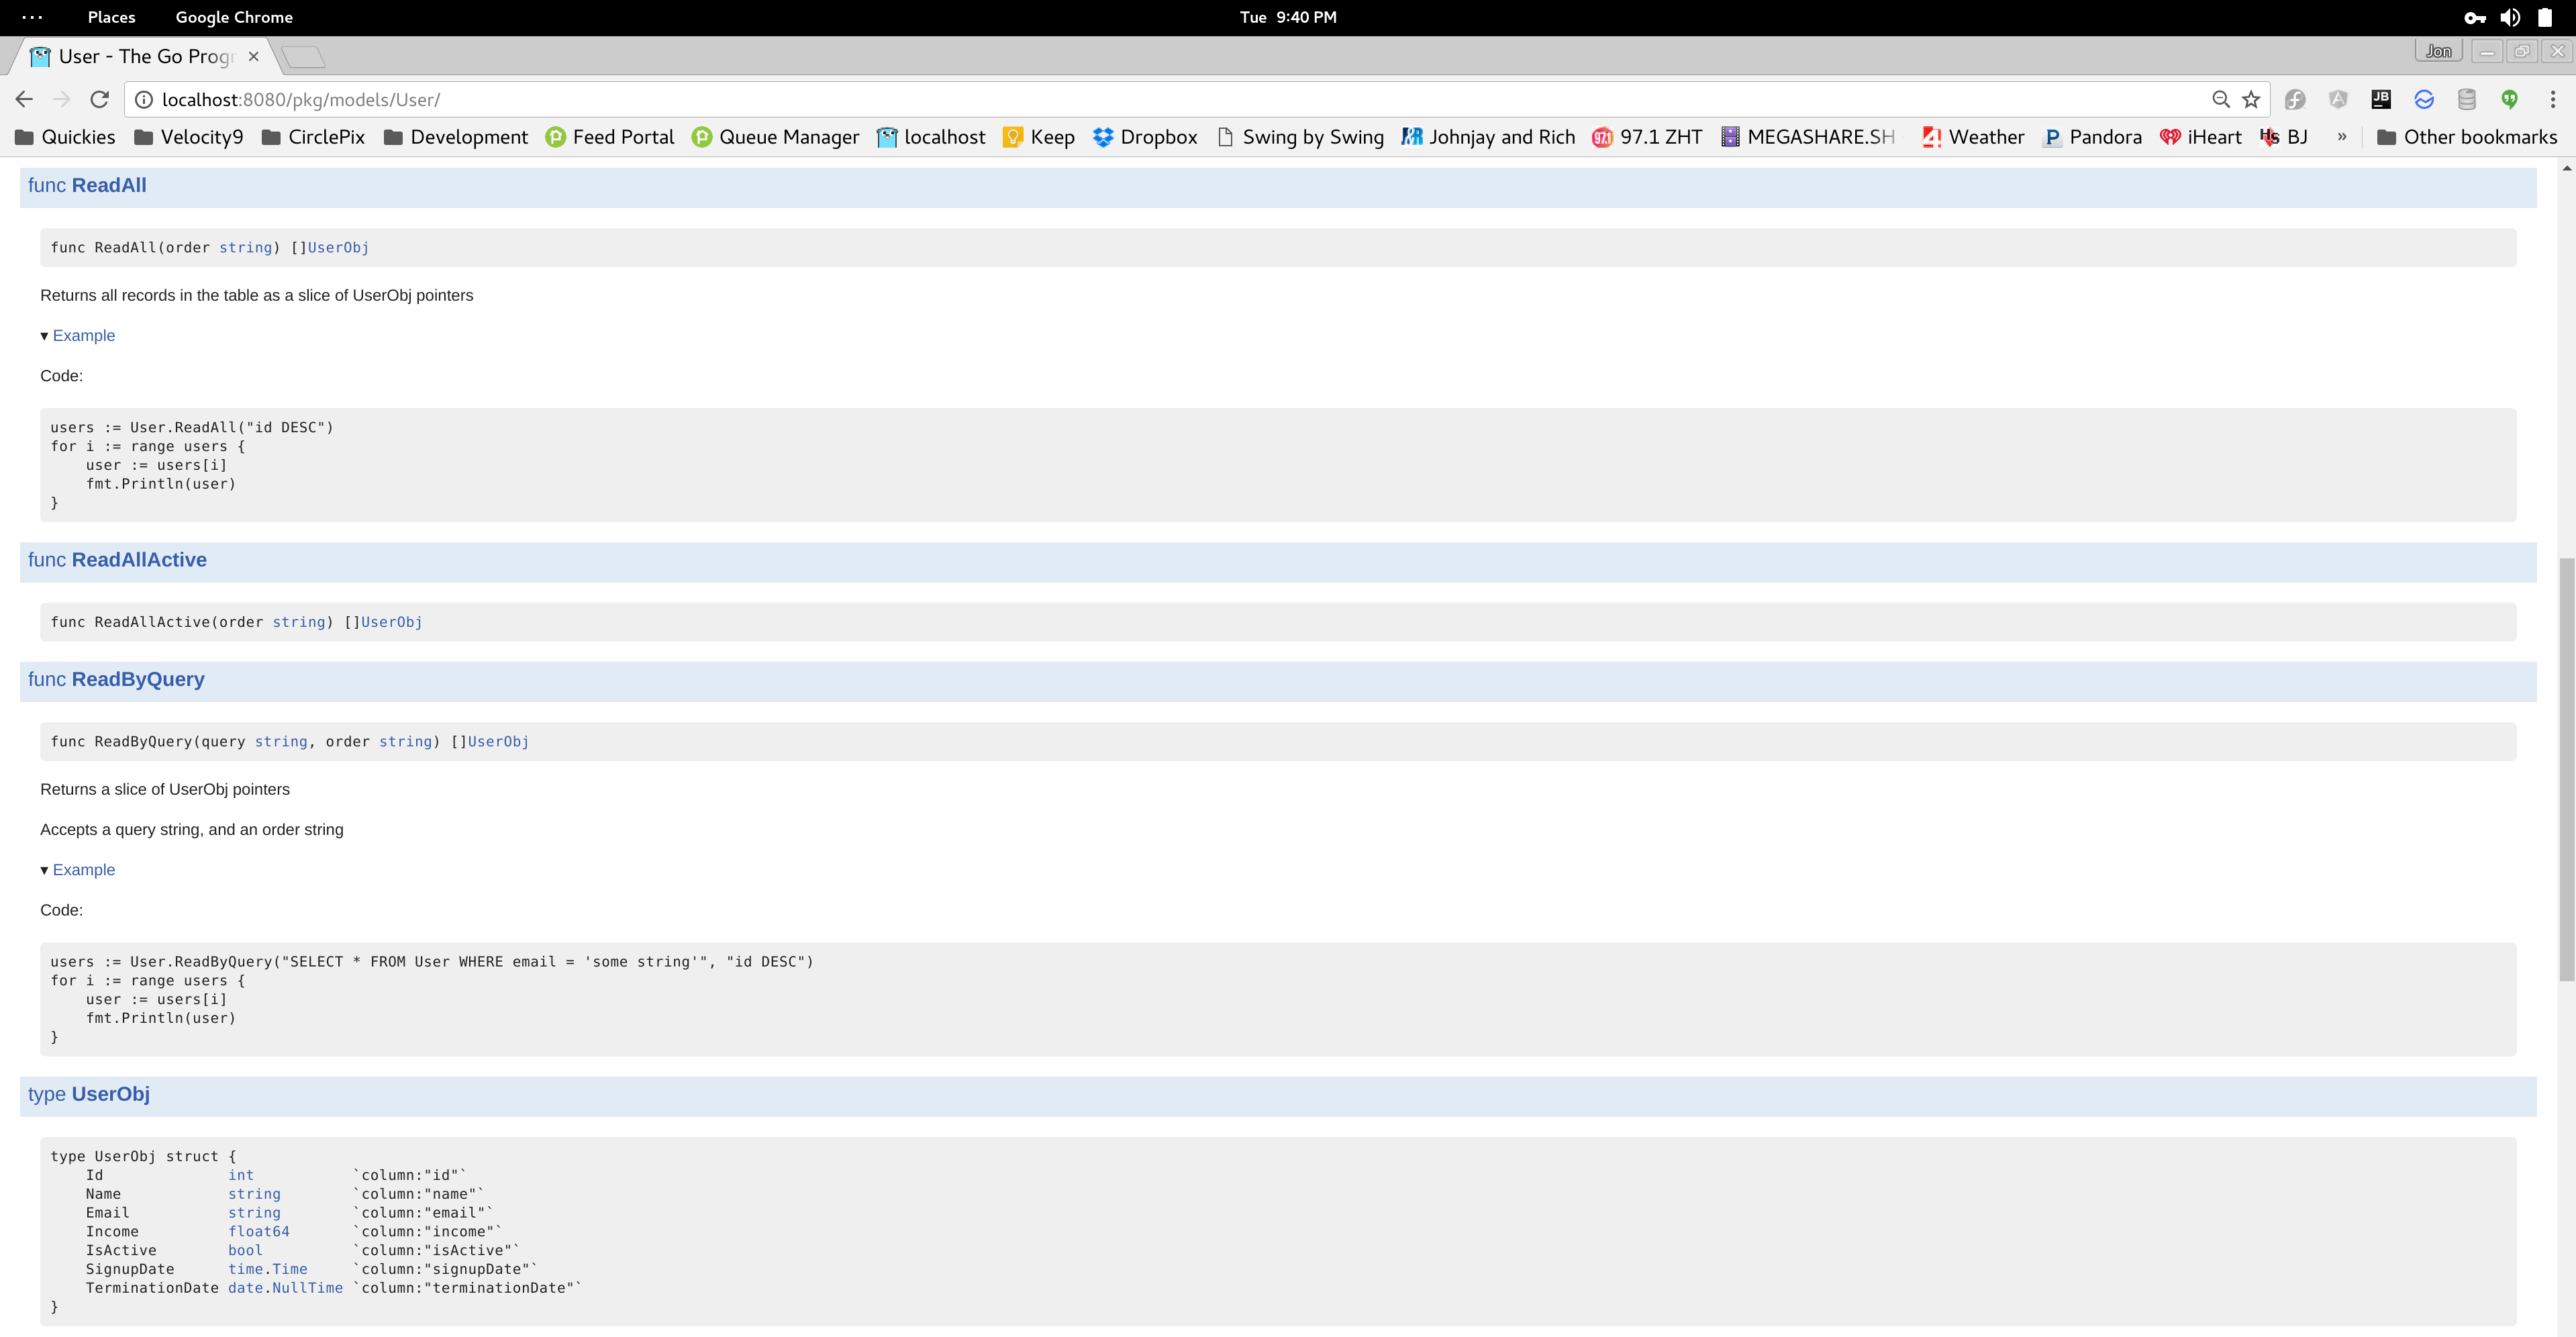 ··· Places Google Chrome Tue 9:40 PM
User - The Go Progr Jon
localhost:8080/pkg/models/User/
Quickies Velocity9 CirclePix Development Feed Portal Queue Manager localhost Keep Dropbox Swing by Swing Johnjay and Rich 97.1 ZHT MEGASHARE.SH Weather Pandora iHeart BJ » Other bookmarks
func ReadAll
func ReadAll(order string) []UserObj
Returns all records in the table as a slice of UserObj pointers
▾ Example
Code:
users := User.ReadAll("id DESC")
for i := range users {
    user := users[i]
    fmt.Println(user)
}
func ReadAllActive
func ReadAllActive(order string) []UserObj
func ReadByQuery
func ReadByQuery(query string, order string) []UserObj
Returns a slice of UserObj pointers
Accepts a query string, and an order string
▾ Example
Code:
users := User.ReadByQuery("SELECT * FROM User WHERE email = 'some string'", "id DESC")
for i := range users {
    user := users[i]
    fmt.Println(user)
}
type UserObj
type UserObj struct {
    Id              int           `column:"id"`
    Name            string        `column:"name"`
    Email           string        `column:"email"`
    Income          float64       `column:"income"`
    IsActive        bool          `column:"isActive"`
    SignupDate      time.Time     `column:"signupDate"`
    TerminationDate date.NullTime `column:"terminationDate"`
}